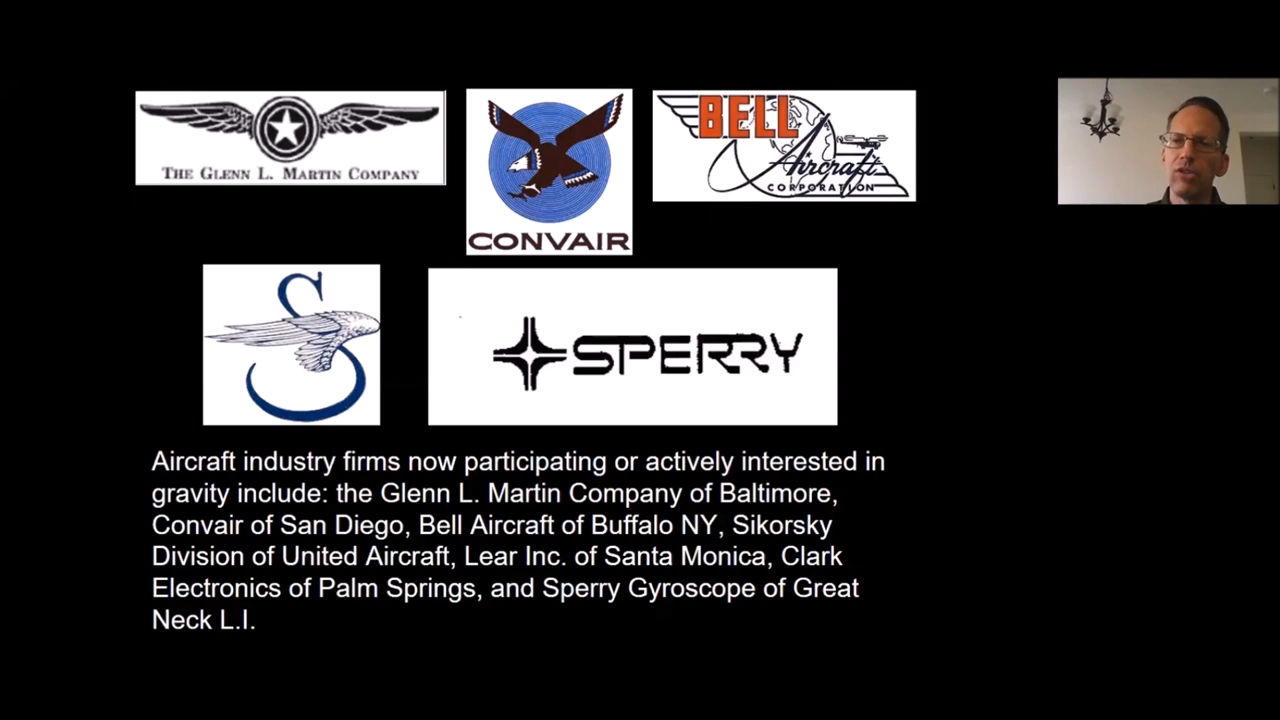 The Glenn L. Martin Company
CONVAIR
BELL
Aircraft
CORPORATION
S
SPERRY
Aircraft industry firms now participating or actively interested in
gravity include: the Glenn L. Martin Company of Baltimore,
Convair of San Diego, Bell Aircraft of Buffalo NY, Sikorsky
Division of United Aircraft, Lear Inc. of Santa Monica, Clark
Electronics of Palm Springs, and Sperry Gyroscope of Great
Neck L.I.